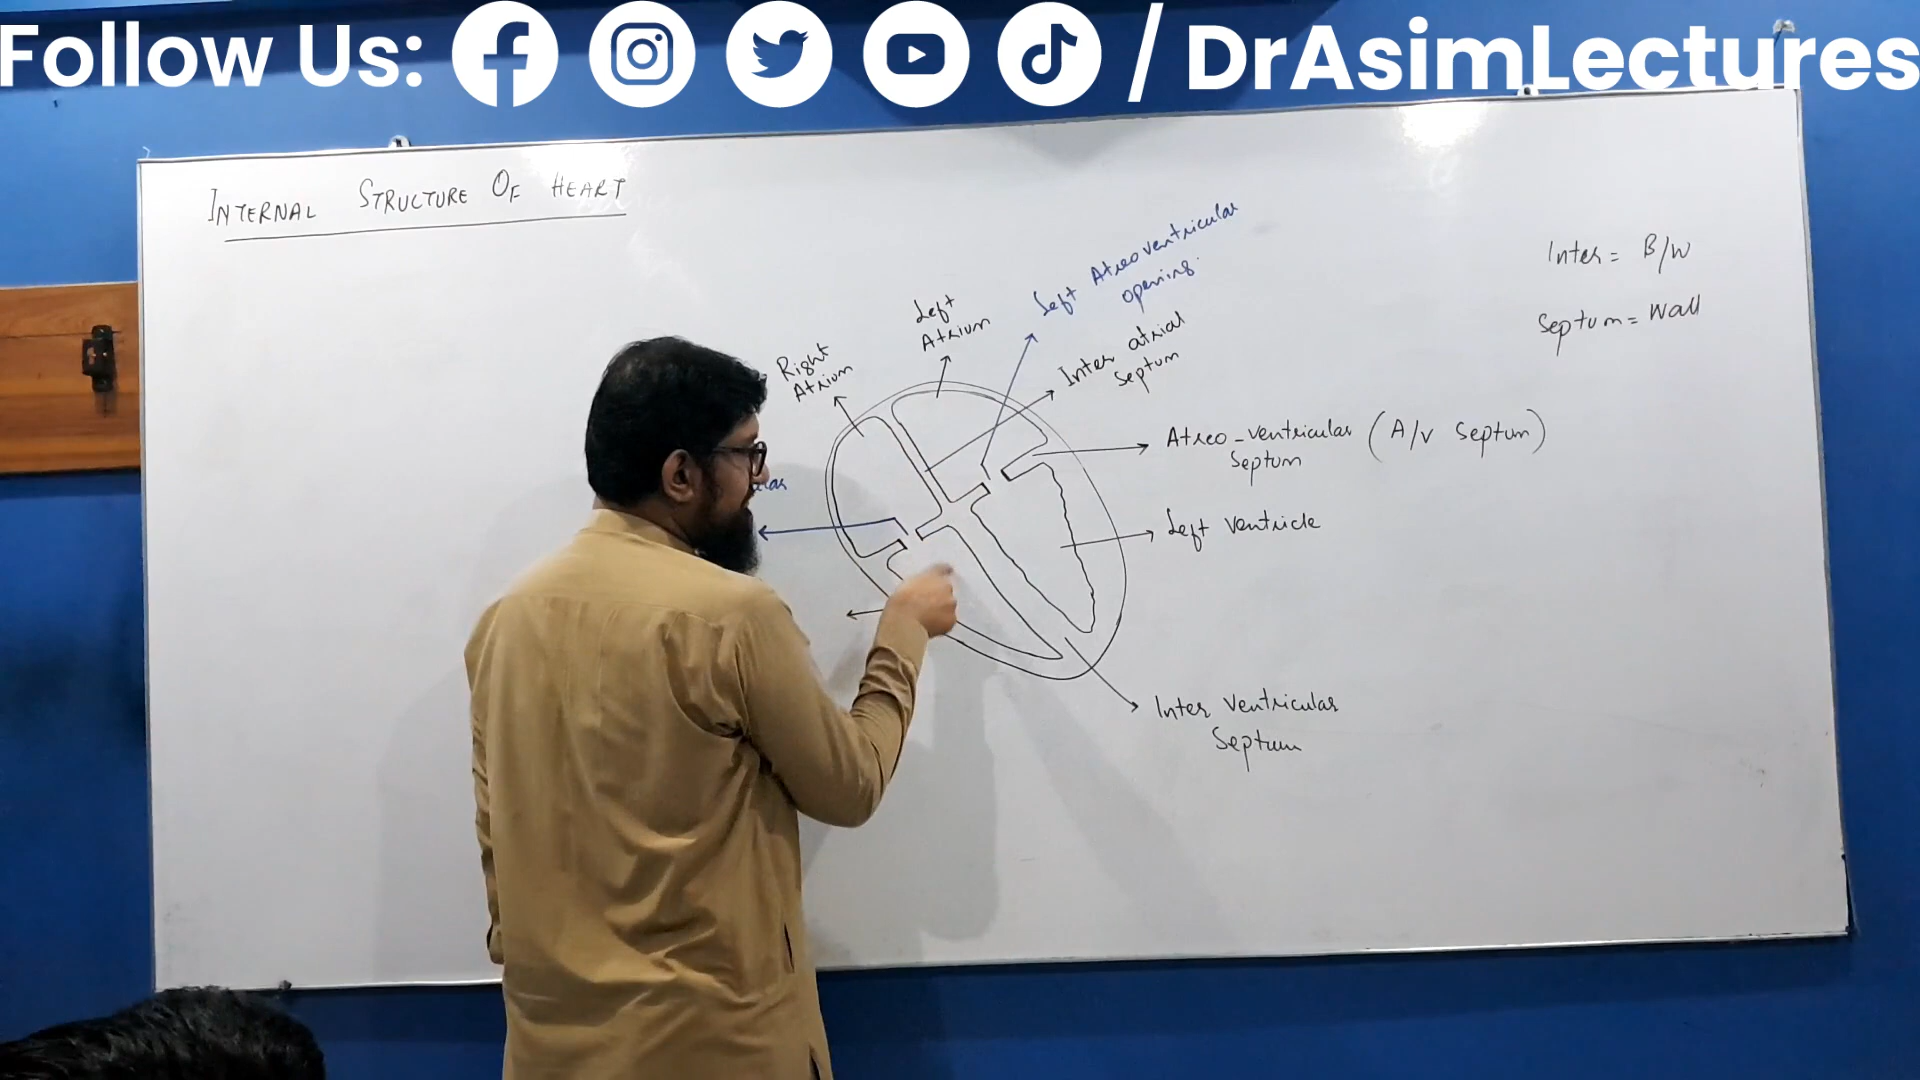 Follow Us: / DrAsimLectures
INTERNAL STRUCTURE OF HEART
Inter = B/W
Septum = Wall
Left Atreoventricular
opening.
Left
Atrium
Inter atrial
Septum
Right
Atrium
Atreo-ventricular (A/V Septum)
Septum
Left Ventricle
Inter Ventricular
Septum